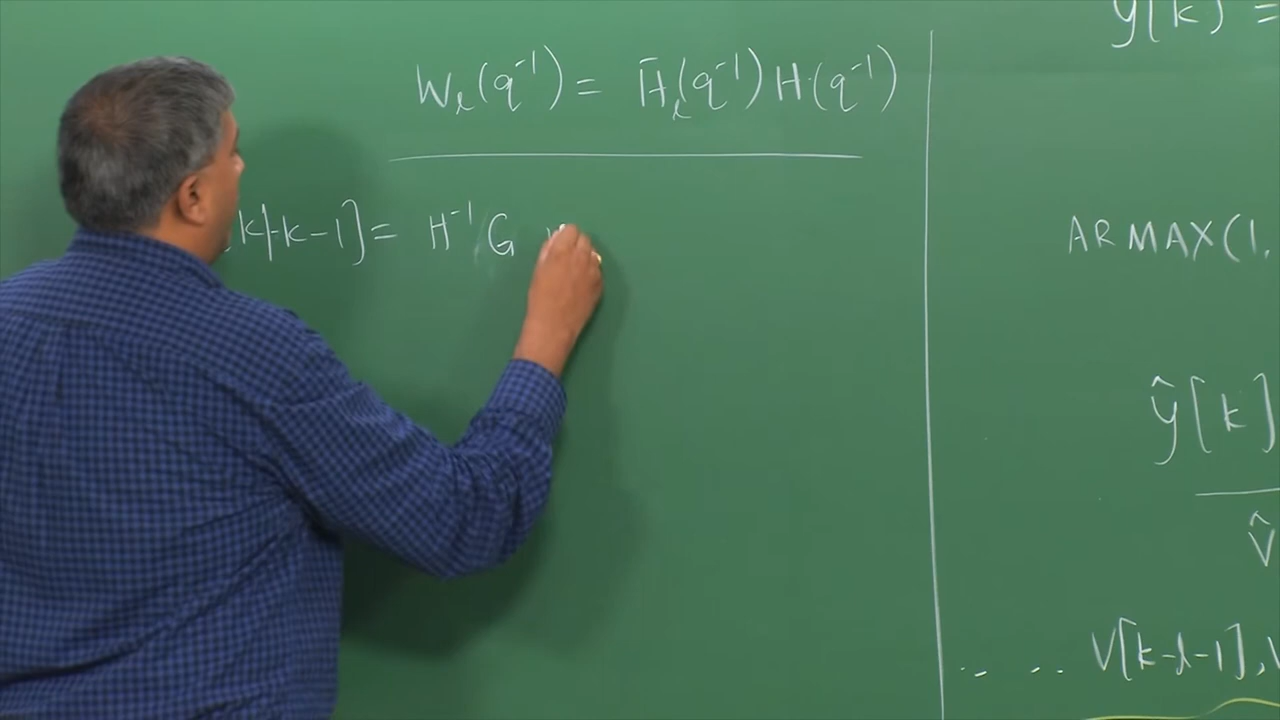 W_l(q^{-1}) = H̄_l(q^{-1}) H(q^{-1})
k|k-1] = H^{-1} G
y[k] =
ARMAX(1,
ŷ[k]
v̂
.. .. v[k-l-1],